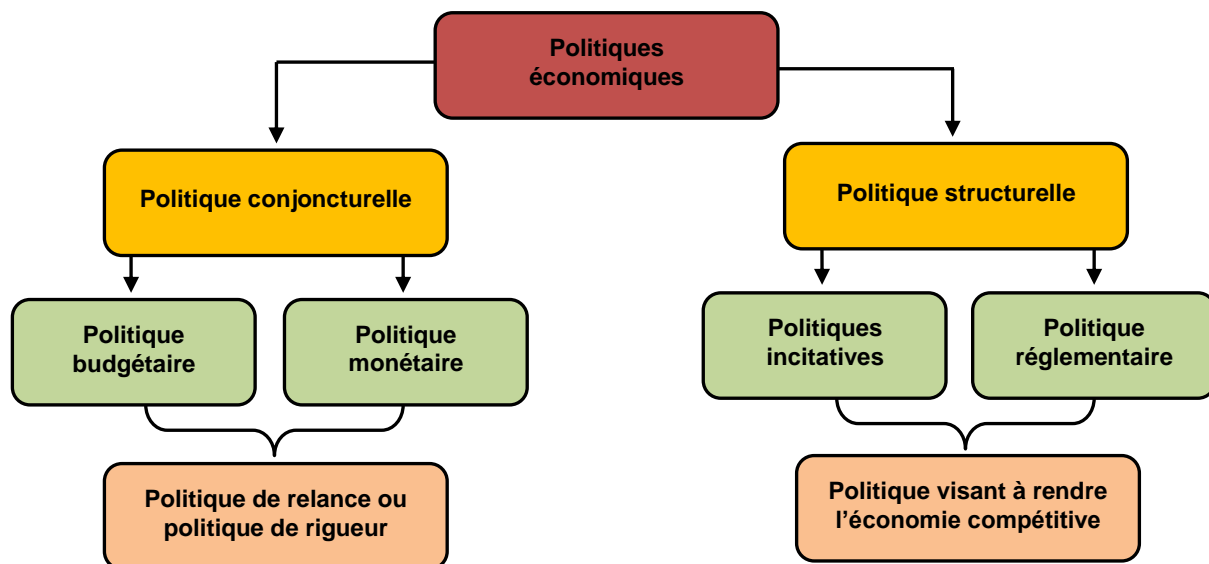 Politiques
économiques
Politique conjoncturelle
Politique structurelle
Politique
budgétaire
Politique
monétaire
Politiques
incitatives
Politique
réglementaire
Politique de relance ou
politique de rigueur
Politique visant à rendre
l’économie compétitive